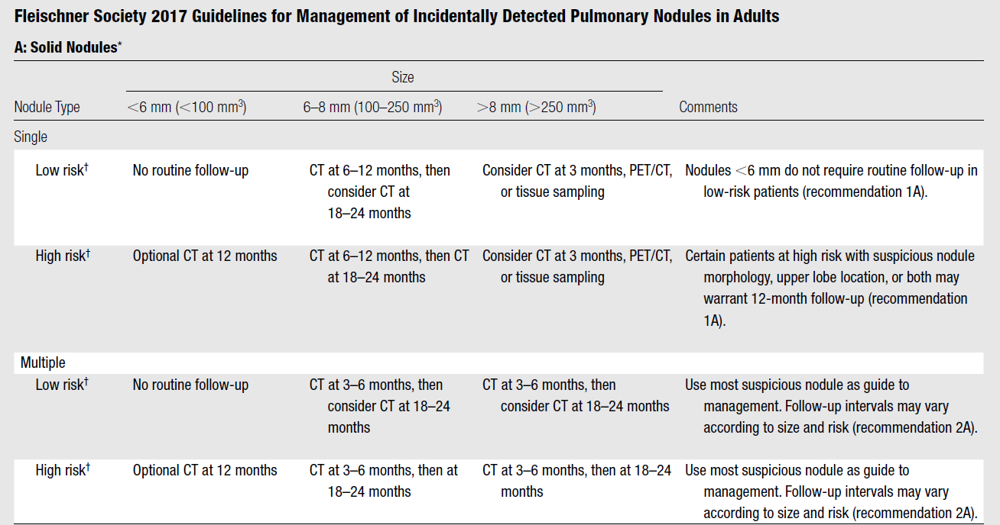 Fleischner Society 2017 Guidelines for Management of Incidentally Detected Pulmonary Nodules in Adults
A: Solid Nodules*
Size
Nodule Type <6 mm (<100 mm³) 6–8 mm (100–250 mm³) >8 mm (>250 mm³) Comments
Single
Low risk† No routine follow-up CT at 6–12 months, then Consider CT at 3 months, PET/CT, Nodules <6 mm do not require routine follow-up in
consider CT at or tissue sampling low-risk patients (recommendation 1A).
18–24 months
High risk† Optional CT at 12 months CT at 6–12 months, then CT Consider CT at 3 months, PET/CT, Certain patients at high risk with suspicious nodule
at 18–24 months or tissue sampling morphology, upper lobe location, or both may
warrant 12-month follow-up (recommendation
1A).
Multiple
Low risk† No routine follow-up CT at 3–6 months, then CT at 3–6 months, then Use most suspicious nodule as guide to
consider CT at 18–24 consider CT at 18–24 months management. Follow-up intervals may vary
months according to size and risk (recommendation 2A).
High risk† Optional CT at 12 months CT at 3–6 months, then at CT at 3–6 months, then at 18–24 Use most suspicious nodule as guide to
18–24 months months management. Follow-up intervals may vary
according to size and risk (recommendation 2A).